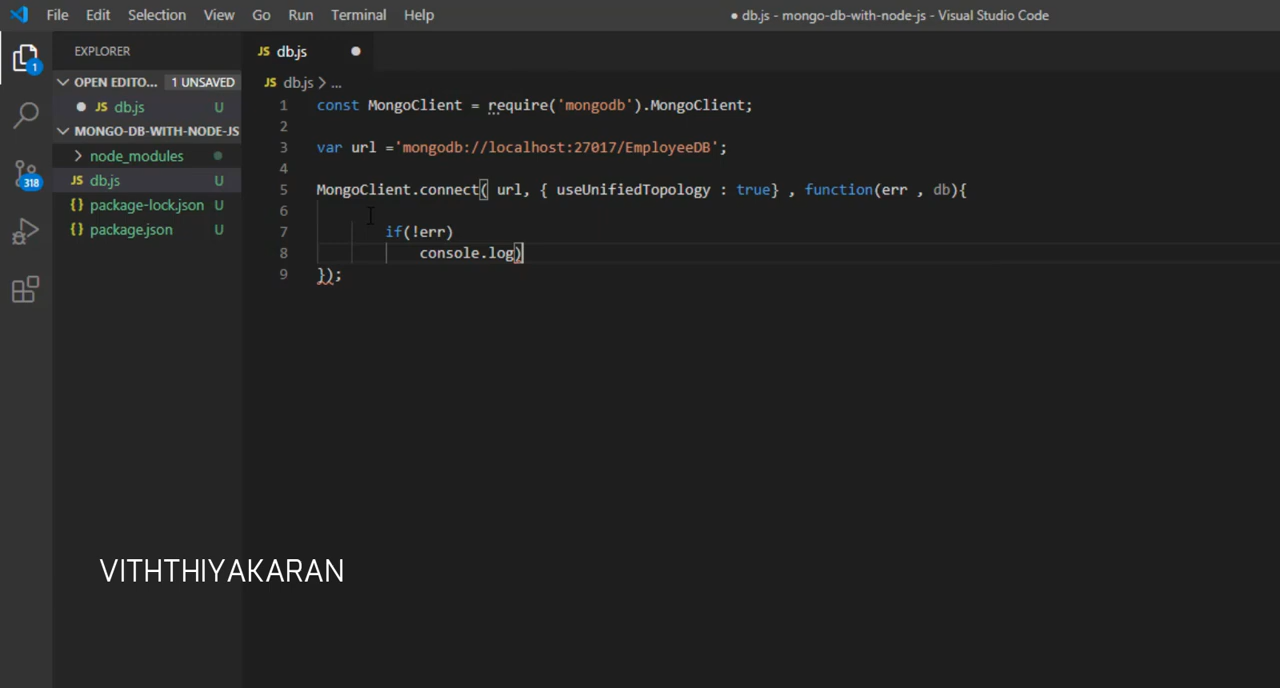 File Edit Selection View Go Run Terminal Help
● db.js - mongo-db-with-node-js - Visual Studio Code
EXPLORER
OPEN EDITO... 1 UNSAVED
● JS db.js U
MONGO-DB-WITH-NODE-JS
node_modules
JS db.js U
{} package-lock.json U
{} package.json U
1
318
JS db.js ●
JS db.js > ...
1 const MongoClient = require('mongodb').MongoClient;
2
3 var url ='mongodb://localhost:27017/EmployeeDB';
4
5 MongoClient.connect( url, { useUnifiedTopology : true} , function(err , db){
6
7 if(!err)
8 console.log)
9 });
VITHTHIYAKARAN